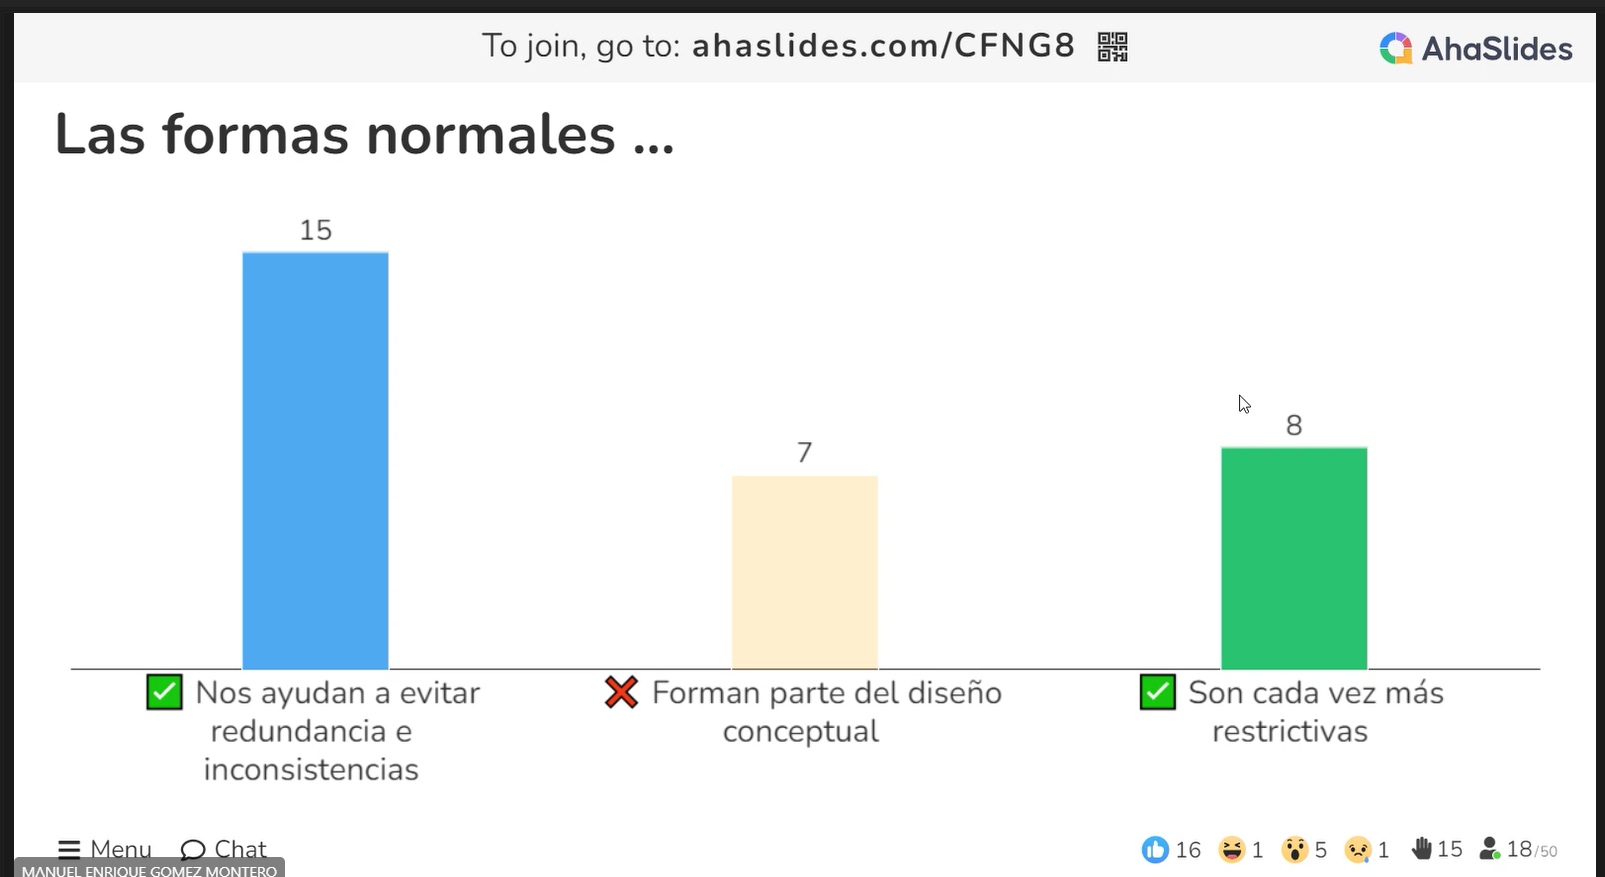 To join, go to: ahaslides.com/CFNG8
AhaSlides
Las formas normales ...
15
7
8
Nos ayudan a evitar
redundancia e
inconsistencias
Forman parte del diseño
conceptual
Son cada vez más
restrictivas
Menu
Chat
16
1
5
1
15
18/50
MANUEL ENRIQUE GOMEZ MONTERO